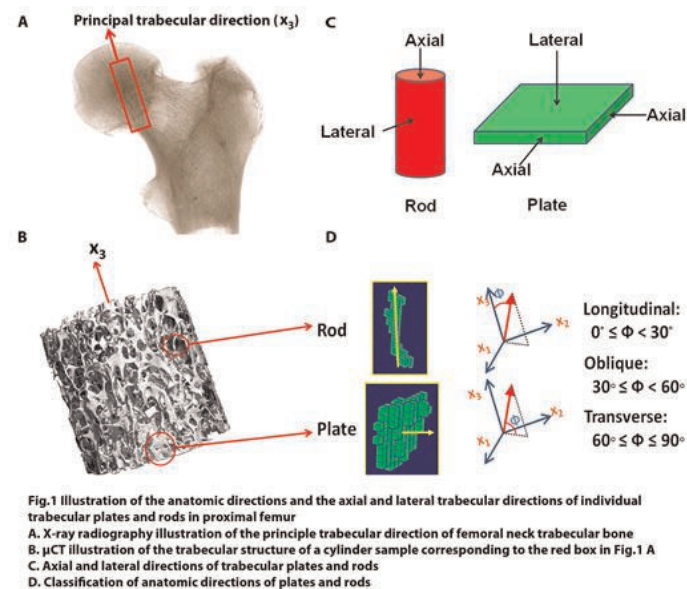 A
Principal trabecular direction (x3)
C
Axial
Lateral
Rod
Lateral
Axial
Axial
Plate
B
x3
Rod
Plate
D
x3
Φ
x2
x1
x3
Φ
x2
x1
Longitudinal:
0° ≤ Φ < 30°
Oblique:
30° ≤ Φ < 60°
Transverse:
60° ≤ Φ ≤ 90°
Fig.1 Illustration of the anatomic directions and the axial and lateral trabecular directions of individual
trabecular plates and rods in proximal femur
A. X-ray radiography illustration of the principle trabecular direction of femoral neck trabecular bone
B. μCT illustration of the trabecular structure of a cylinder sample corresponding to the red box in Fig.1 A
C. Axial and lateral directions of trabecular plates and rods
D. Classification of anatomic directions of plates and rods